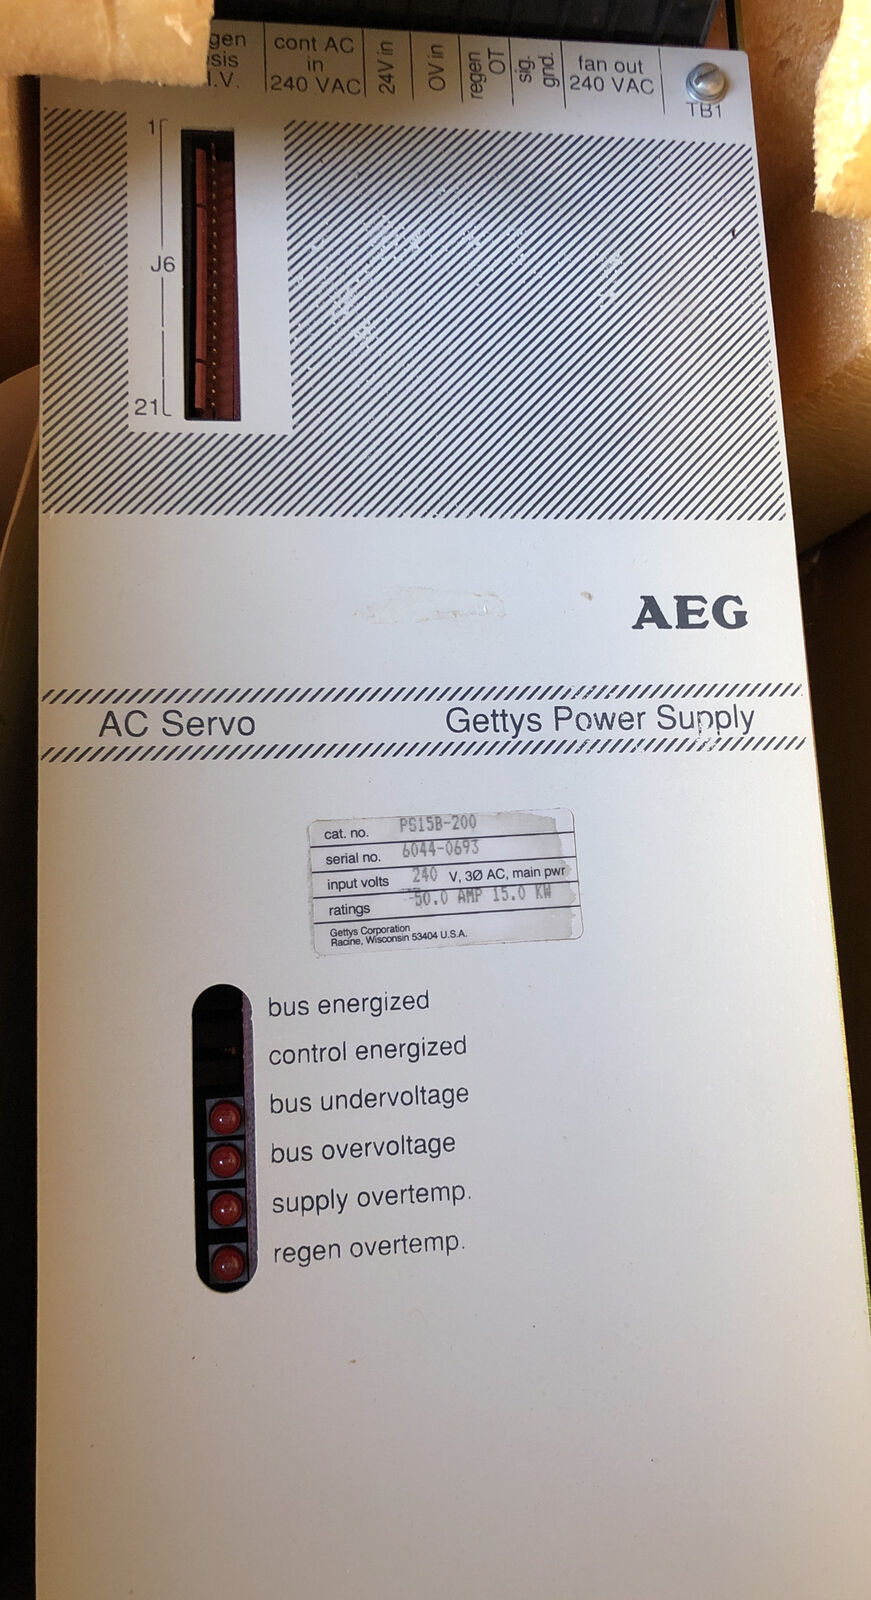 cont AC
in
240 VAC
24V in
0V in
regen
OT
sig.
gnd.
fan out
240 VAC
TB1
1
J6
21
AEG
AC Servo
Gettys Power Supply
cat. no. PS15B-200
serial no. 6044-0693
input volts 240 V, 3Ø AC, main pwr
ratings 50.0 AMP 15.0 KW
Gettys Corporation
Racine, Wisconsin 53404 U.S.A.
bus energized
control energized
bus undervoltage
bus overvoltage
supply overtemp.
regen overtemp.